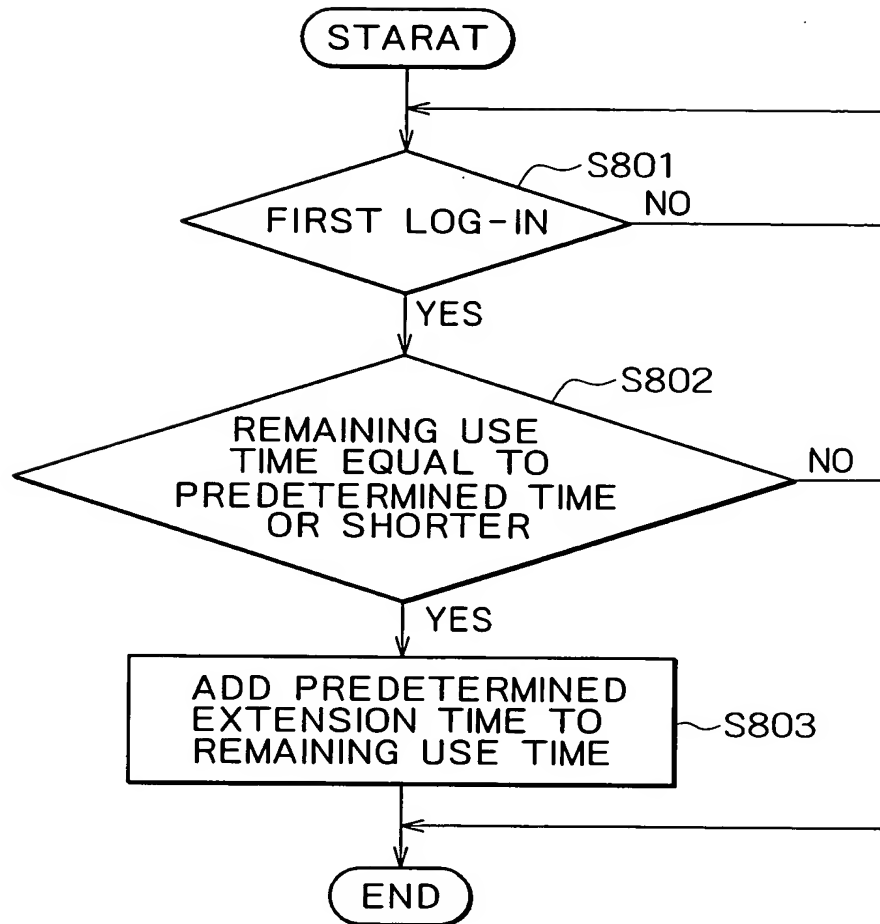 STARAT
S801
FIRST LOG-IN
NO
YES
S802
REMAINING USE
TIME EQUAL TO
PREDETERMINED TIME
OR SHORTER
NO
YES
ADD PREDETERMINED
EXTENSION TIME TO
REMAINING USE TIME
S803
END